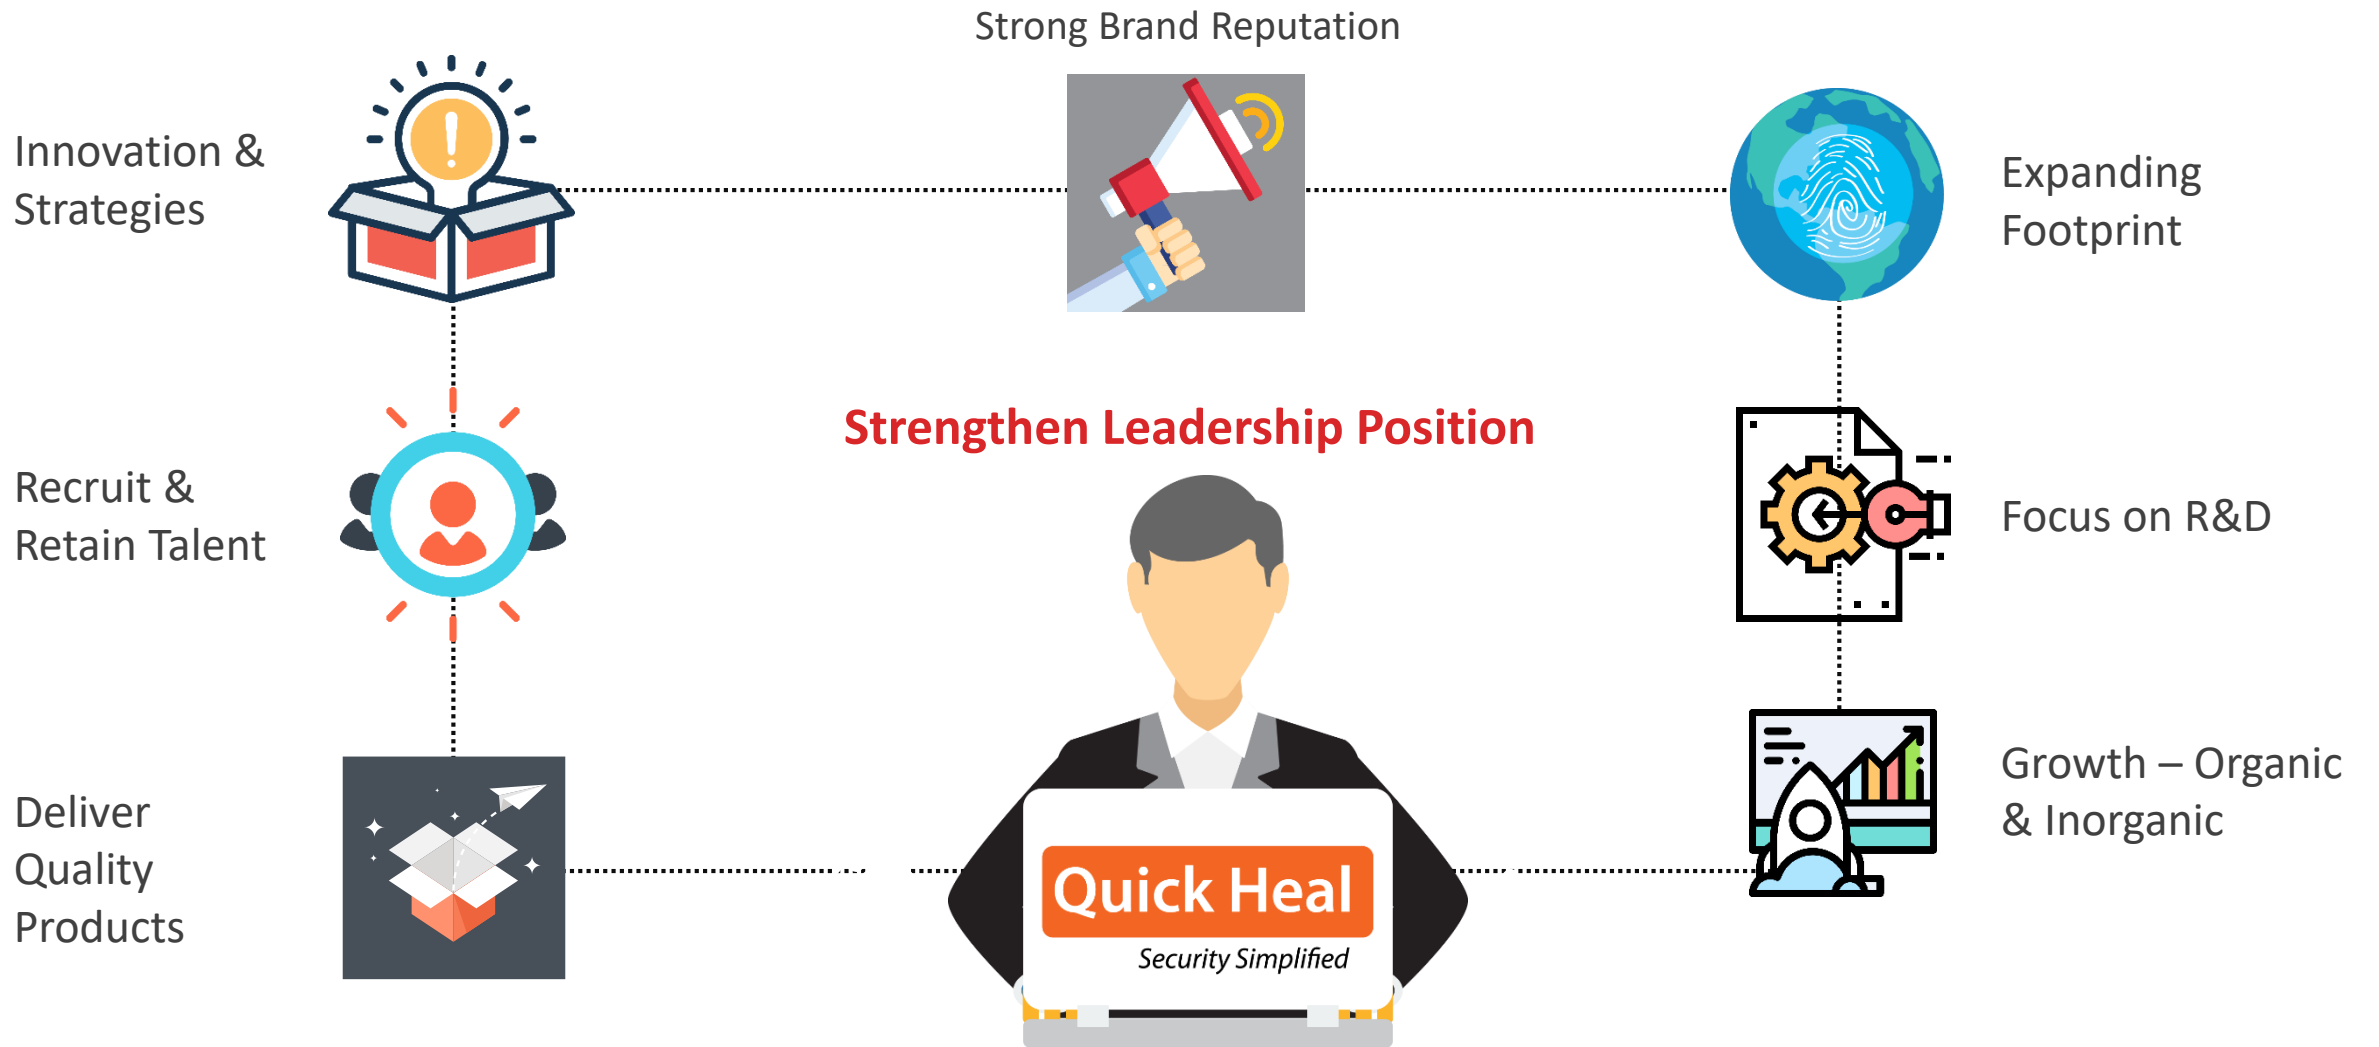 Strong Brand Reputation
Innovation &
Strategies
Expanding
Footprint
Strengthen Leadership Position
Recruit &
Retain Talent
Focus on R&D
Growth – Organic
& Inorganic
Deliver
Quality
Products
Quick Heal
Security Simplified